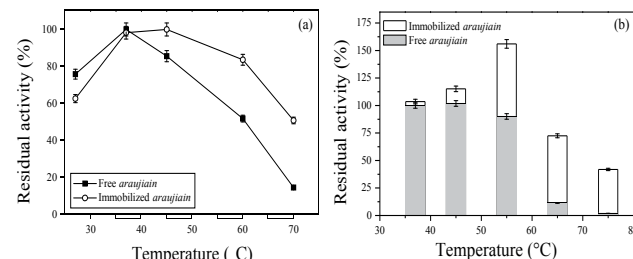 (a)
100
80
60
40
20
0
Residual activity (%)
Free araujiain
Immobilized araujiain
30 40 50 60 70
Temperature (_C)
(b)
175
150
125
100
75
50
25
0
Residual activity (%)
Immobilized araujiain
Free araujiain
30 40 50 60 70 80
Temperature (°C)